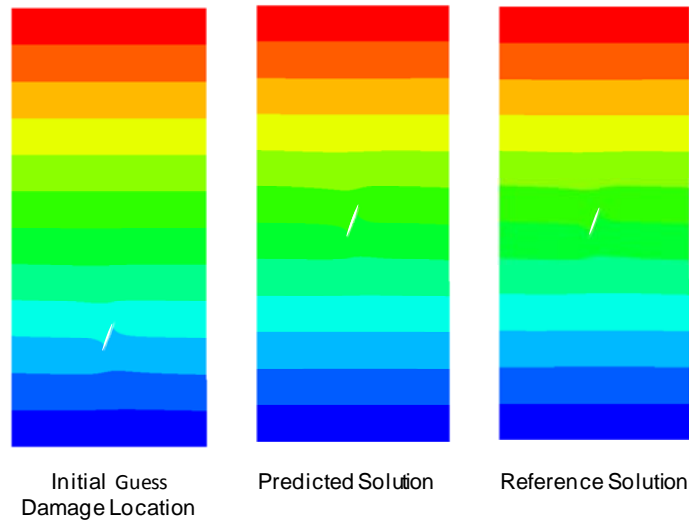 Initial Guess
Damage Location
Predicted Solution
Reference Solution